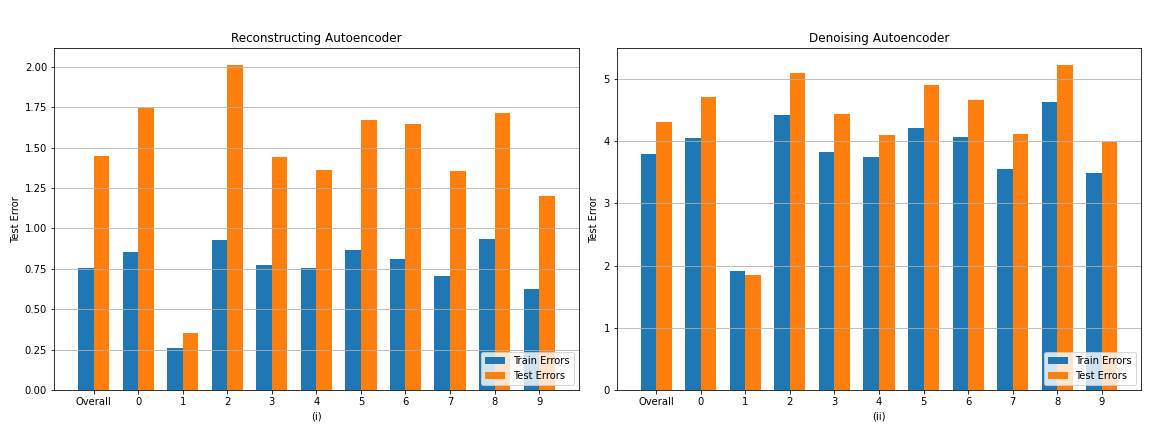 Reconstructing Autoencoder
Test Error
2.00
1.75
1.50
1.25
1.00
0.75
0.50
0.25
0.00
Overall 0 1 2 3 4 5 6 7 8 9
Train Errors
Test Errors
(i)
Denoising Autoencoder
Test Error
5
4
3
2
1
0
Overall 0 1 2 3 4 5 6 7 8 9
Train Errors
Test Errors
(ii)